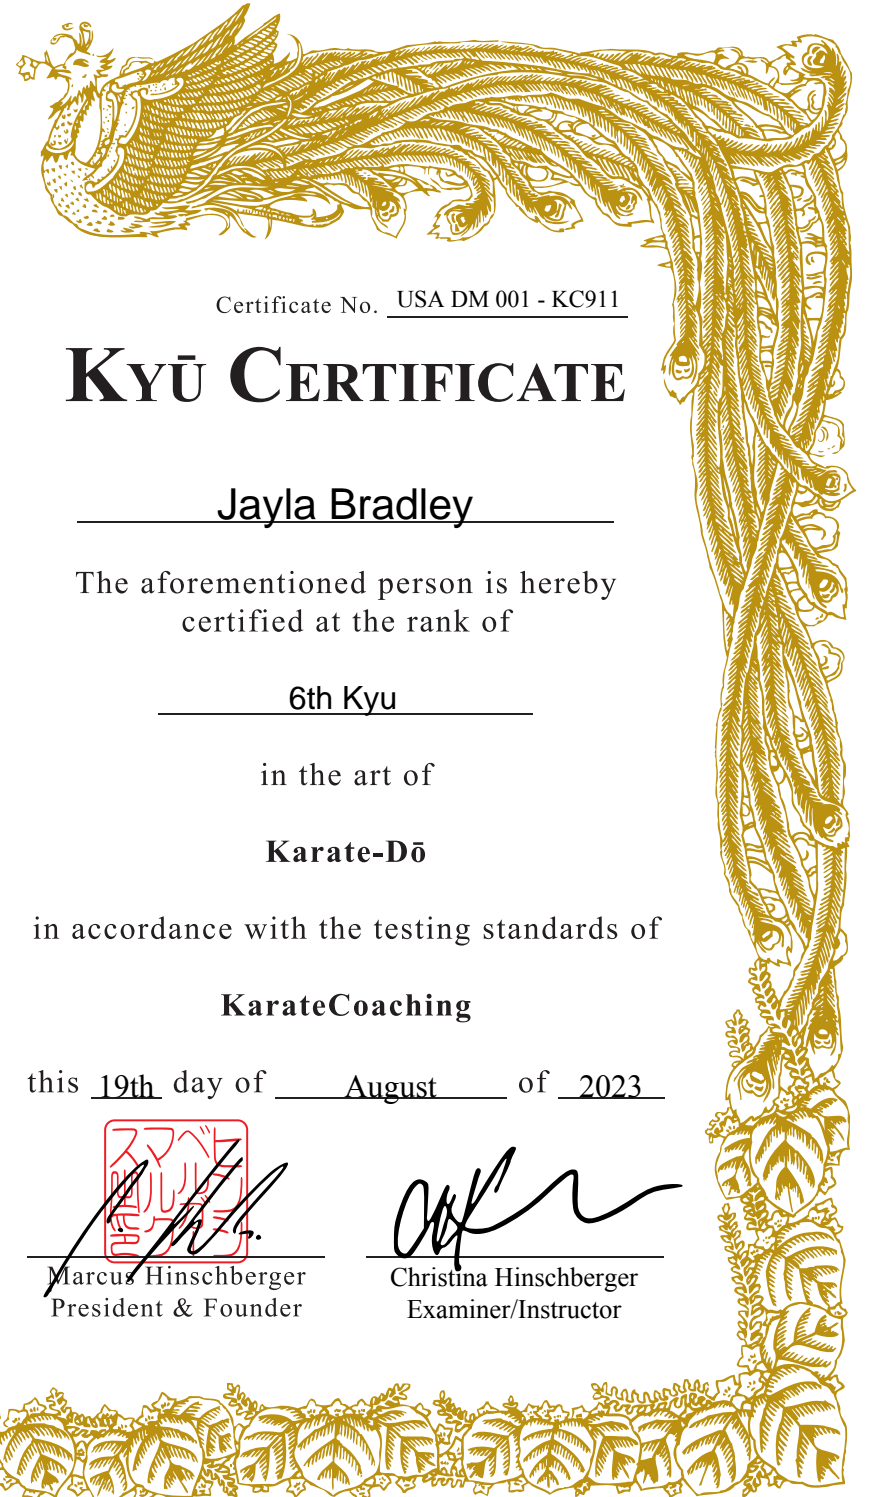 Certificate No. USA DM 001 - KC911
KYŪ CERTIFICATE
Jayla Bradley
The aforementioned person is hereby
certified at the rank of
6th Kyu
in the art of
Karate-Dō
in accordance with the testing standards of
KarateCoaching
this 19th day of August of 2023
Marcus Hinschberger
President & Founder
Christina Hinschberger
Examiner/Instructor